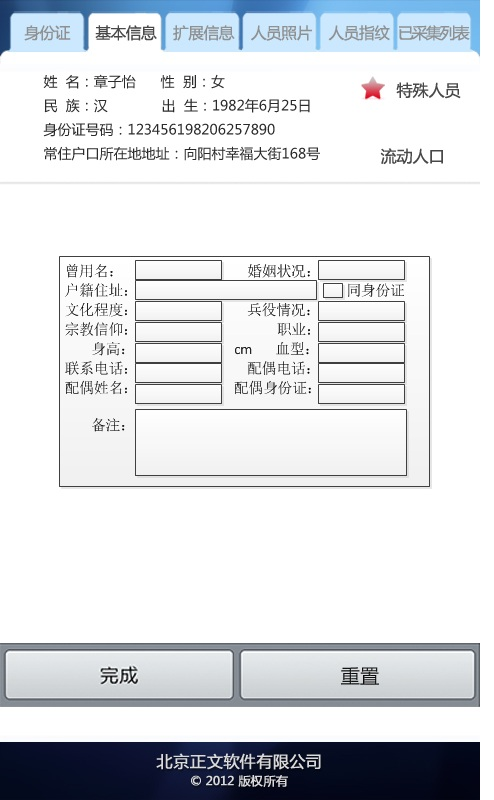 身份证 基本信息 扩展信息 人员照片 人员指纹 已采集列表
姓 名：章子怡 性 别：女
特殊人员
民 族：汉 出 生：1982年6月25日
身份证号码：123456198206257890
常住户口所在地地址：向阳村幸福大街168号
流动人口
曾用名： 婚姻状况：
户籍住址： 同身份证
文化程度： 兵役情况：
宗教信仰： 职业：
身高： cm 血型：
联系电话： 配偶电话：
配偶姓名： 配偶身份证：
备注：
完成 重置
北京正文软件有限公司
© 2012 版权所有